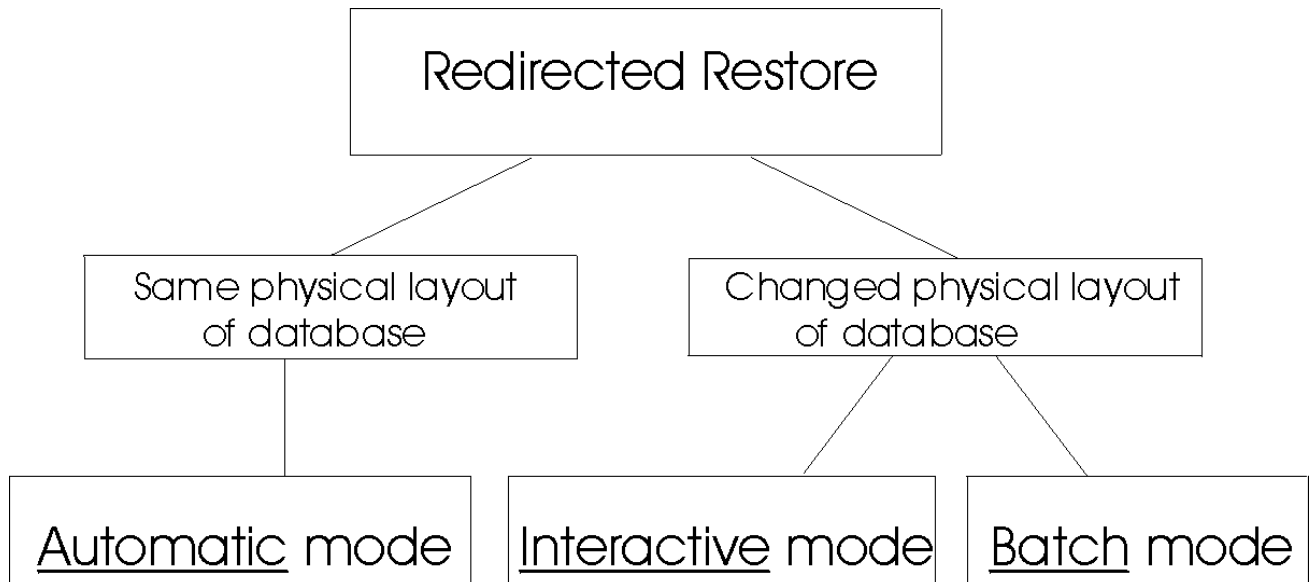 Redirected Restore
Same physical layout
of database
Changed physical layout
of database
Automatic mode
Interactive mode
Batch mode